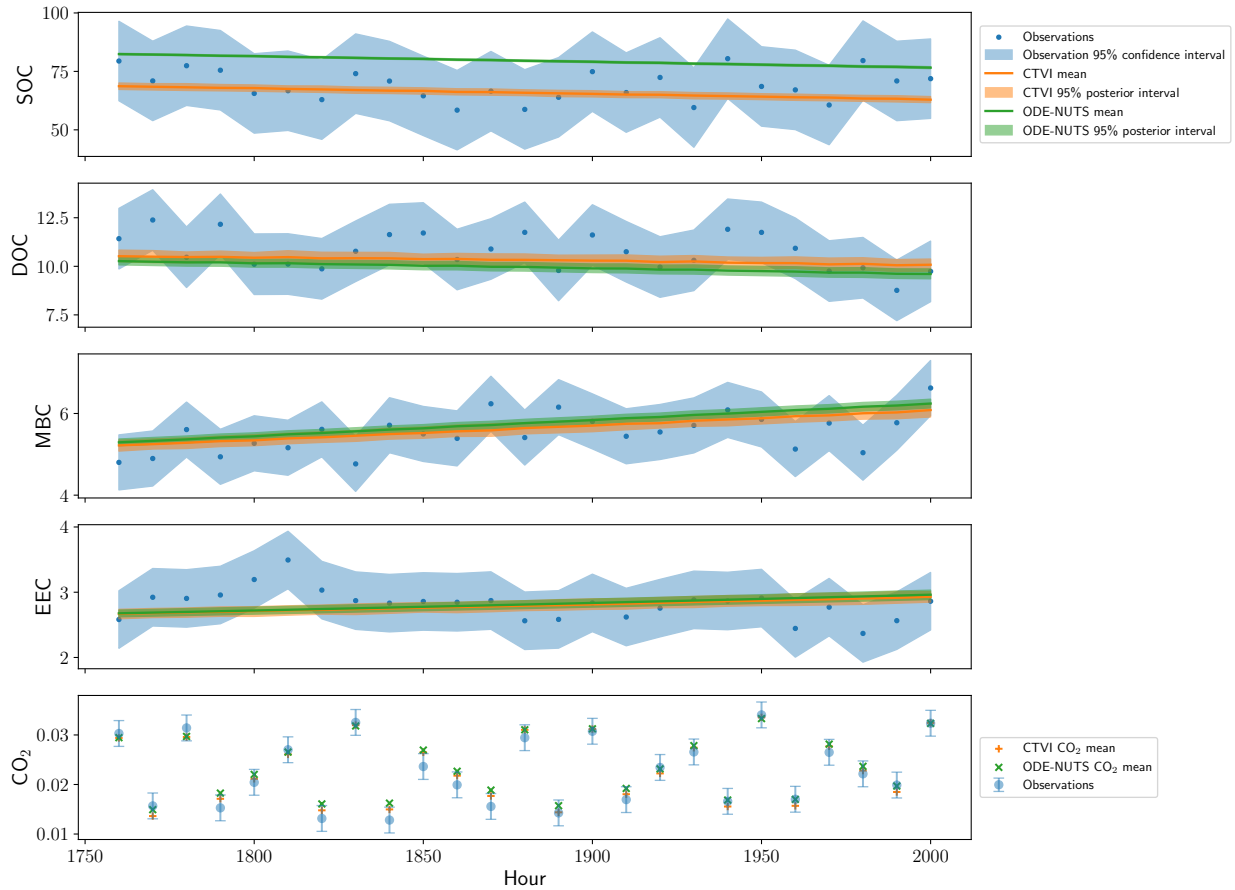 100
75
50
SOC
Observations
Observation 95% confidence interval
CTVI mean
CTVI 95% posterior interval
ODE-NUTS mean
ODE-NUTS 95% posterior interval
12.5
10.0
7.5
DOC
6
4
MBC
4
3
2
EEC
0.03
0.02
0.01
CO₂
CTVI CO₂ mean
ODE-NUTS CO₂ mean
Observations
1750 1800 1850 1900 1950 2000
Hour